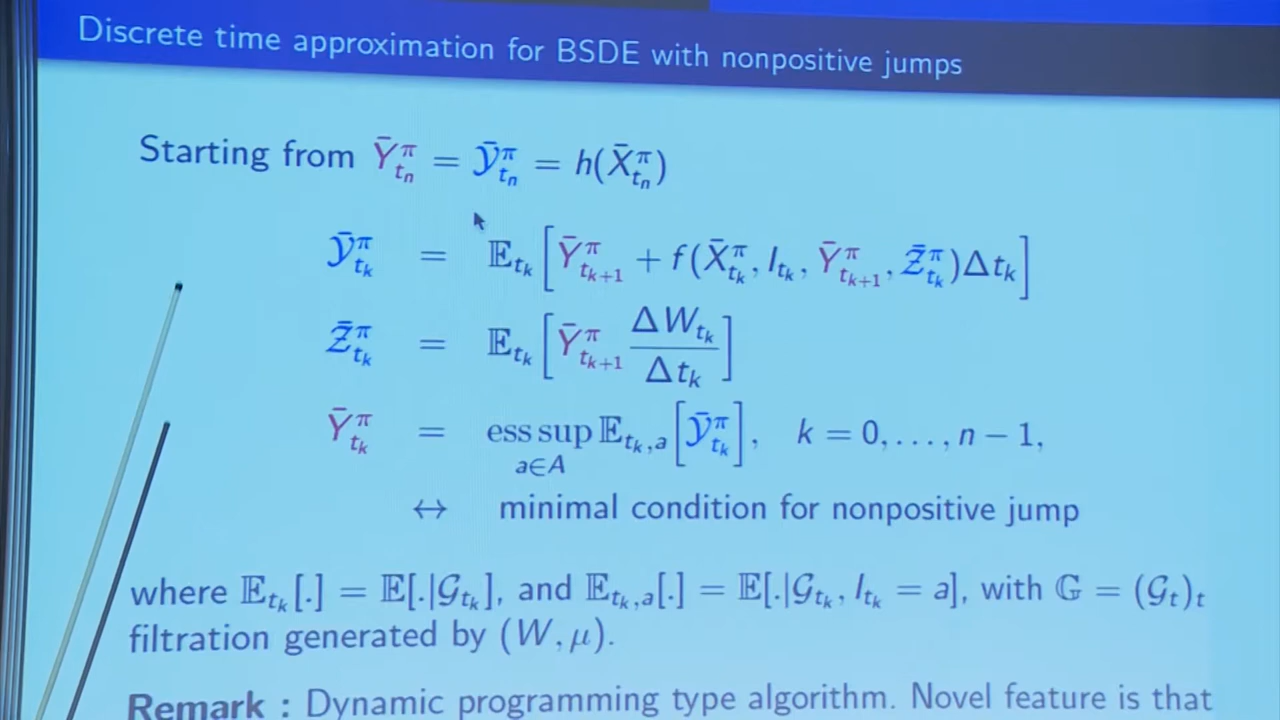 Discrete time approximation for BSDE with nonpositive jumps
Starting from Ȳ^π_{t_n} = 𝒴̄^π_{t_n} = h(X̄^π_{t_n})
𝒴̄^π_{t_k} = 𝔼_{t_k}[Ȳ^π_{t_{k+1}} + f(X̄^π_{t_k}, I_{t_k}, Ȳ^π_{t_{k+1}}, 𝒵̄^π_{t_k})Δt_k]
𝒵̄^π_{t_k} = 𝔼_{t_k}[Ȳ^π_{t_{k+1}} ΔW_{t_k}/Δt_k]
Ȳ^π_{t_k} = ess sup_{a∈A} 𝔼_{t_k,a}[𝒴̄^π_{t_k}], k = 0, . . . , n − 1,
↔ minimal condition for nonpositive jump
where 𝔼_{t_k}[.] = 𝔼[.|𝒢_{t_k}], and 𝔼_{t_k,a}[.] = 𝔼[.|𝒢_{t_k}, I_{t_k} = a], with 𝔾 = (𝒢_t)_t
filtration generated by (W, μ).
Remark : Dynamic programming type algorithm. Novel feature is that